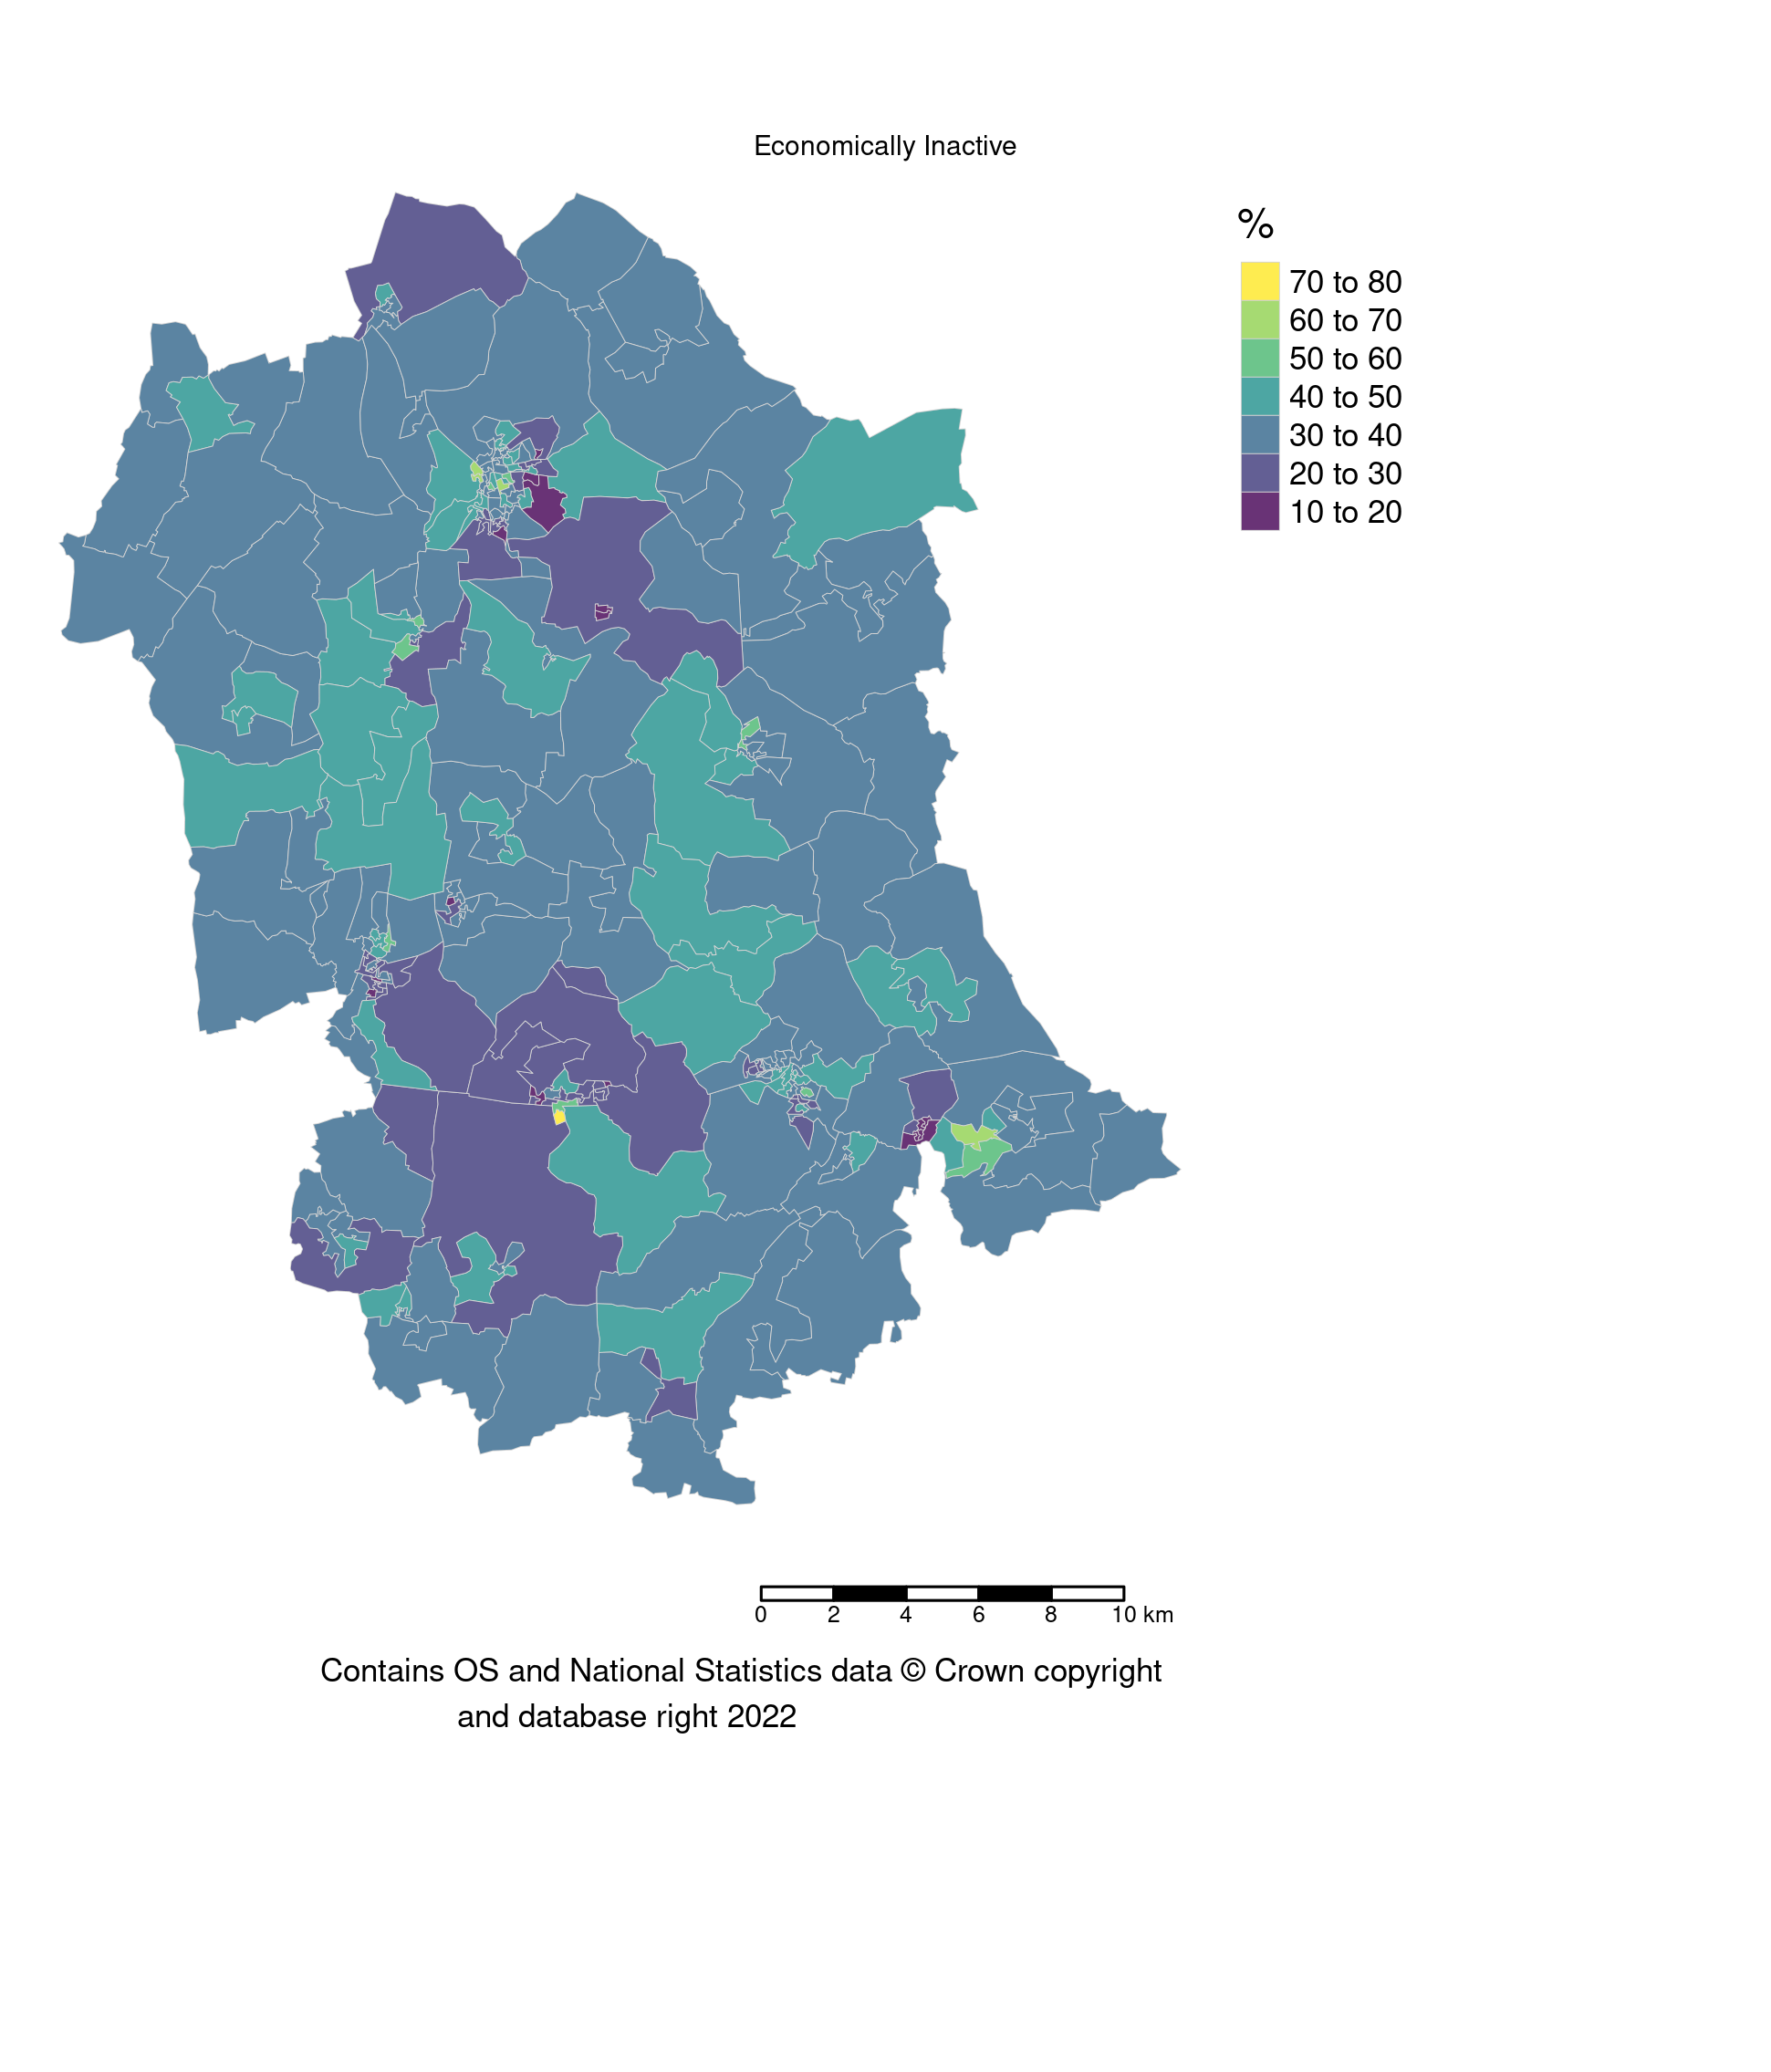 Economically Inactive
%
70 to 80
60 to 70
50 to 60
40 to 50
30 to 40
20 to 30
10 to 20
0 2 4 6 8 10 km
Contains OS and National Statistics data © Crown copyright
and database right 2022